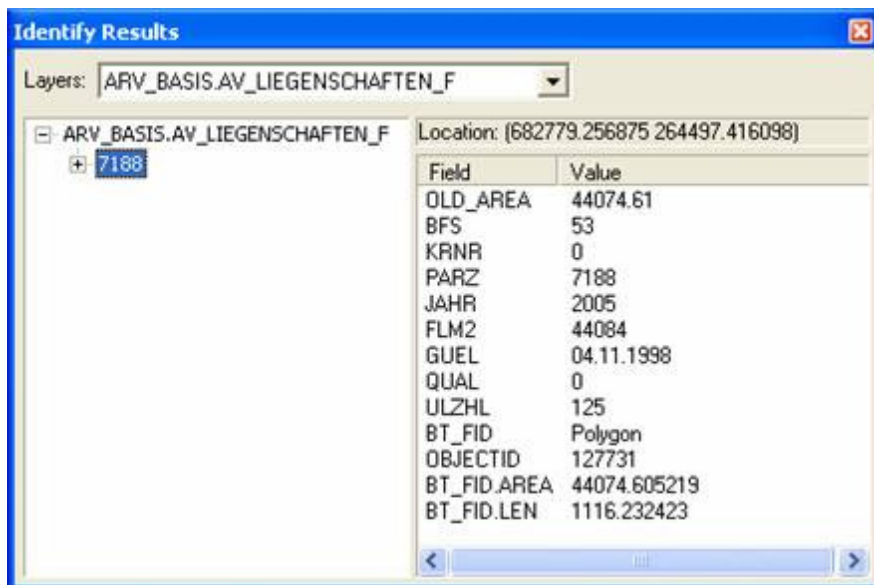 Identify Results
Layers: ARV_BASIS.AV_LIEGENSCHAFTEN_F
ARV_BASIS.AV_LIEGENSCHAFTEN_F
7188
Location: (682779.256875 264497.416098)
Field Value
OLD_AREA 44074.61
BFS 53
KRNR 0
PARZ 7188
JAHR 2005
FLM2 44084
GUEL 04.11.1998
QUAL 0
ULZHL 125
BT_FID Polygon
OBJECTID 127731
BT_FID.AREA 44074.605219
BT_FID.LEN 1116.232423